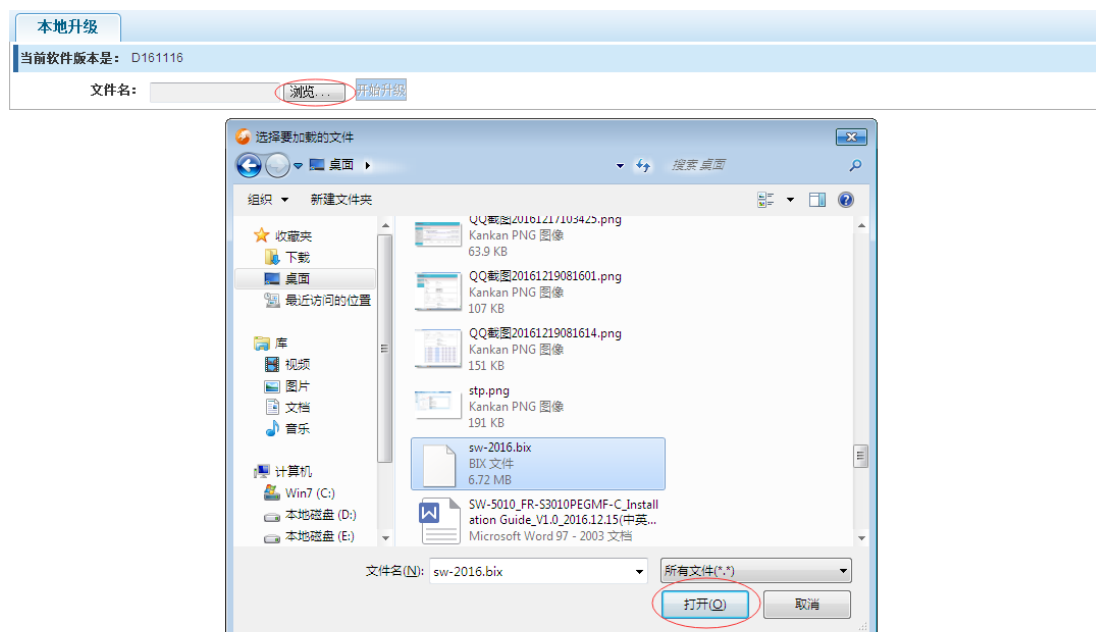 本地升级
当前软件版本是： D161116
文件名： 浏览... 开始升级
选择要加载的文件
桌面 搜索 桌面
组织 新建文件夹
收藏夹
下载
桌面
最近访问的位置
库
视频
图片
文档
音乐
计算机
Win7 (C:)
本地磁盘 (D:)
本地磁盘 (E:)
QQ截图20161217103425.png
Kankan PNG 图像
63.9 KB
QQ截图20161219081601.png
Kankan PNG 图像
107 KB
QQ截图20161219081614.png
Kankan PNG 图像
151 KB
stp.png
Kankan PNG 图像
191 KB
sw-2016.bix
BIX 文件
6.72 MB
SW-5010_FR-S3010PEGMF-C_Install
ation Guide_V1.0_2016.12.15(中英...
Microsoft Word 97 - 2003 文档
文件名(N): sw-2016.bix 所有文件(*.*)
打开(O) 取消